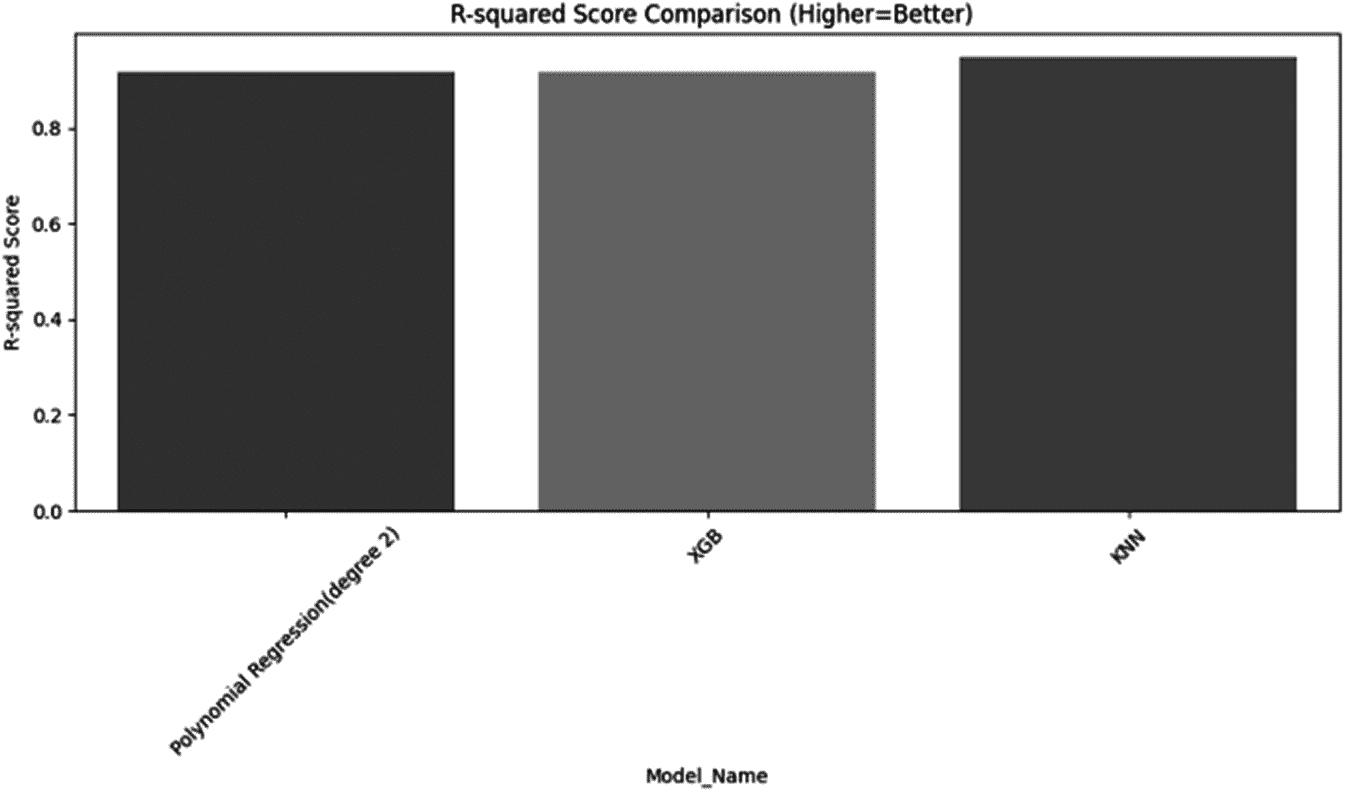 R-squared Score Comparison (Higher=Better)
R-squared Score
0.8
0.6
0.4
0.2
0.0
Polynomial Regression(degree 2)
XGB
KNN
Model_Name